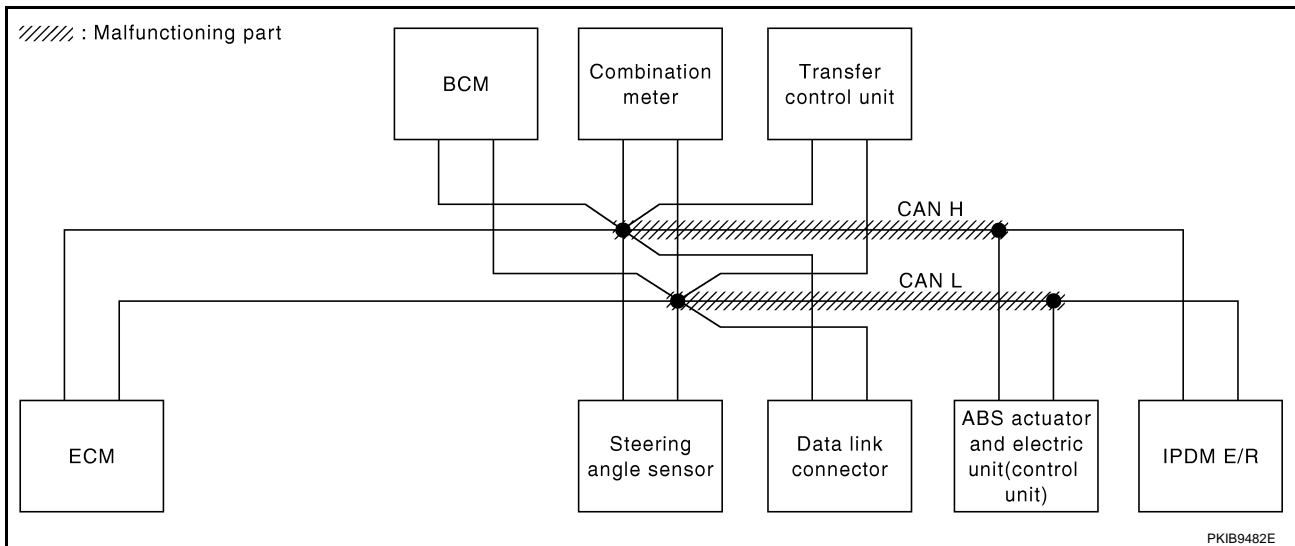 : Malfunctioning part
BCM
Combination
meter
Transfer
control unit
CAN H
CAN L
ECM
Steering
angle sensor
Data link
connector
ABS actuator
and electric
unit(control
unit)
IPDM E/R
PKIB9482E